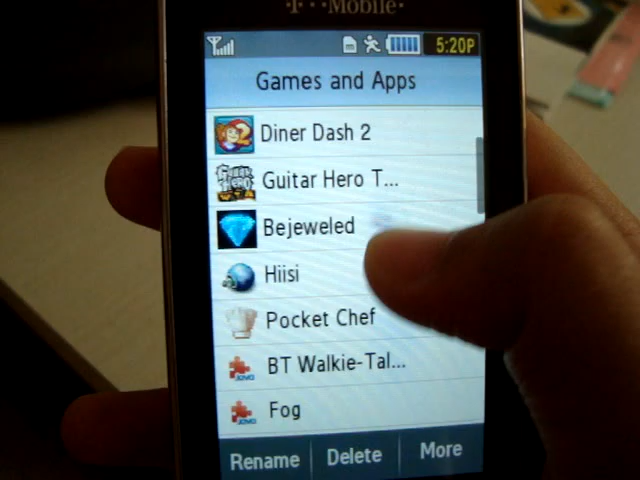 T··Mobile·
5:20P
Games and Apps
Diner Dash 2
Guitar Hero T...
Bejeweled
Hiisi
Pocket Chef
BT Walkie-Tal...
Fog
Rename Delete More